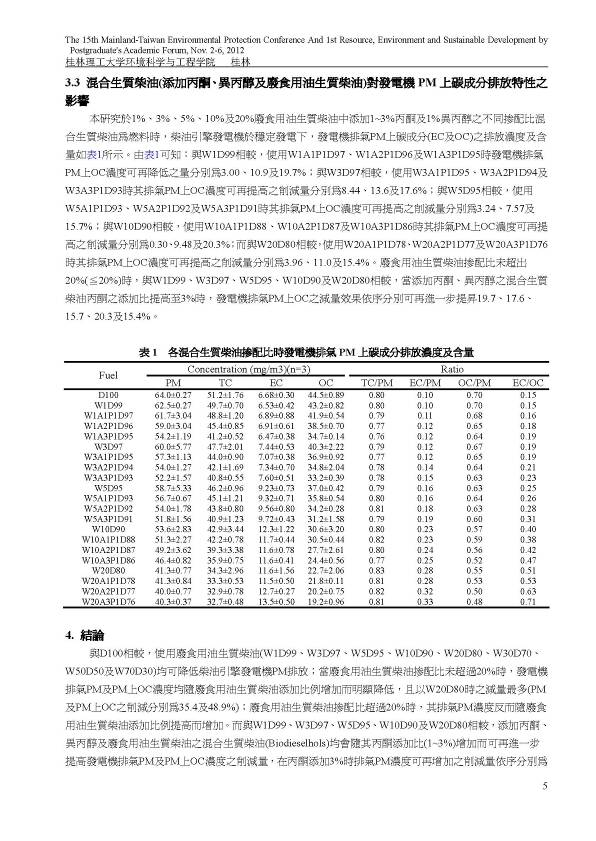 The 15th Mainland-Taiwan Environmental Protection Conference And 1st Resource, Environment and Sustainable Development by
Postgraduate's Academic Forum, Nov. 2-6, 2012
桂林理工大学环境科学与工程学院 桂林
3.3 混合生質柴油(添加丙酮、異丙醇及廢食用油生質柴油)對發電機 PM 上碳成分排放特性之
影響
本研究於1%、3%、5%、10%及20%廢食用油生質柴油中添加1~3%丙酮及1%異丙醇之不同摻配比混
合生質柴油為燃料時，柴油引擎發電機於穩定發電下，發電機排氣PM上碳成分(EC及OC)之排放濃度及含
量如表1所示。由表1可知：與W1D99相較，使用W1A1P1D97、W1A2P1D96及W1A3P1D95時發電機排氣
PM上OC濃度可再降低之量分別為3.00、10.9及19.7%；與W3D97相較，使用W3A1P1D95、W3A2P1D94及
W3A3P1D93時其排氣PM上OC濃度可再提高之削減量分別為8.44、13.6及17.6%；與W5D95相較，使用
W5A1P1D93、W5A2P1D92及W5A3P1D91時其排氣PM上OC濃度可再提高之削減量分別為3.24、7.57及
15.7%；與W10D90相較，使用W10A1P1D88、W10A2P1D87及W10A3P1D86時其排氣PM上OC濃度可再提
高之削減量分別為0.30、9.48及20.3%；而與W20D80相較，使用W20A1P1D78、W20A2P1D77及W20A3P1D76
時其排氣PM上OC濃度可再提高之削減量分別為3.96、11.0及15.4%。廢食用油生質柴油摻配比未超出
20%(≦20%)時，與W1D99、W3D97、W5D95、W10D90及W20D80相較，當添加丙酮、異丙醇之混合生質
柴油丙酮之添加比提高至3%時，發電機排氣PM上OC之減量效果依序分別可再進一步提昇19.7、17.6、
15.7、20.3及15.4%。
表 1 各混合生質柴油摻配比時發電機排氣 PM 上碳成分排放濃度及含量
Fuel Concentration (mg/m3)(n=3) Ratio
PM TC EC OC TC/PM EC/PM OC/PM EC/OC
D100 64.0±0.27 51.2±1.76 6.68±0.30 44.5±0.89 0.80 0.10 0.70 0.15
W1D99 62.5±0.27 49.7±0.70 6.53±0.42 43.2±0.82 0.80 0.10 0.70 0.15
W1A1P1D97 61.7±3.04 48.8±1.20 6.89±0.88 41.9±0.54 0.79 0.11 0.68 0.16
W1A2P1D96 59.0±3.04 45.4±0.85 6.91±0.61 38.5±0.70 0.77 0.12 0.65 0.18
W1A3P1D95 54.2±1.19 41.2±0.52 6.47±0.38 34.7±0.14 0.76 0.12 0.64 0.19
W3D97 60.0±5.77 47.7±2.01 7.44±0.53 40.3±2.22 0.79 0.12 0.67 0.19
W3A1P1D95 57.3±1.13 44.0±0.90 7.07±0.38 36.9±0.92 0.77 0.12 0.65 0.19
W3A2P1D94 54.0±1.27 42.1±1.69 7.34±0.70 34.8±2.04 0.78 0.14 0.64 0.21
W3A3P1D93 52.2±1.57 40.8±0.55 7.60±0.51 33.2±0.39 0.78 0.15 0.63 0.23
W5D95 58.7±5.33 46.2±0.96 9.23±0.73 37.0±0.42 0.79 0.16 0.63 0.25
W5A1P1D93 56.7±0.67 45.1±1.21 9.32±0.71 35.8±0.54 0.80 0.16 0.64 0.26
W5A2P1D92 54.0±1.78 43.8±0.80 9.56±0.80 34.2±0.28 0.81 0.18 0.63 0.28
W5A3P1D91 51.8±1.56 40.9±1.23 9.72±0.43 31.2±1.58 0.79 0.19 0.60 0.31
W10D90 53.6±2.83 42.9±3.44 12.3±1.22 30.6±3.20 0.80 0.23 0.57 0.40
W10A1P1D88 51.3±2.27 42.2±0.78 11.7±0.44 30.5±0.44 0.82 0.23 0.59 0.38
W10A2P1D87 49.2±3.62 39.3±3.38 11.6±0.78 27.7±2.61 0.80 0.24 0.56 0.42
W10A3P1D86 46.4±0.82 35.9±0.75 11.6±0.41 24.4±0.56 0.77 0.25 0.52 0.47
W20D80 41.3±0.77 34.3±2.96 11.6±1.56 22.7±2.06 0.83 0.28 0.55 0.51
W20A1P1D78 41.3±0.84 33.3±0.53 11.5±0.50 21.8±0.11 0.81 0.28 0.53 0.53
W20A2P1D77 40.0±0.77 32.9±0.78 12.7±0.27 20.2±0.75 0.82 0.32 0.50 0.63
W20A3P1D76 40.3±0.37 32.7±0.48 13.5±0.50 19.2±0.96 0.81 0.33 0.48 0.71
4. 結論
與D100相較，使用廢食用油生質柴油(W1D99、W3D97、W5D95、W10D90、W20D80、W30D70、
W50D50及W70D30)均可降低柴油引擎發電機PM排放；當廢食用油生質柴油摻配比未超過20%時，發電機
排氣PM及PM上OC濃度均隨廢食用油生質柴油添加比例增加而明顯降低，且以W20D80時之減量最多(PM
及PM上OC之削減分別為35.4及48.9%)；廢食用油生質柴油摻配比超過20%時，其排氣PM濃度反而隨廢食
用油生質柴油添加比例提高而增加。而與W1D99、W3D97、W5D95、W10D90及W20D80相較，添加丙酮、
異丙醇及廢食用油生質柴油之混合生質柴油(Biodieselhols)均會隨其丙酮添加比(1~3%)增加而可再進一步
提高發電機排氣PM及PM上OC濃度之削減量，在丙酮添加3%時排氣PM濃度可再增加之削減量依序分別為
5